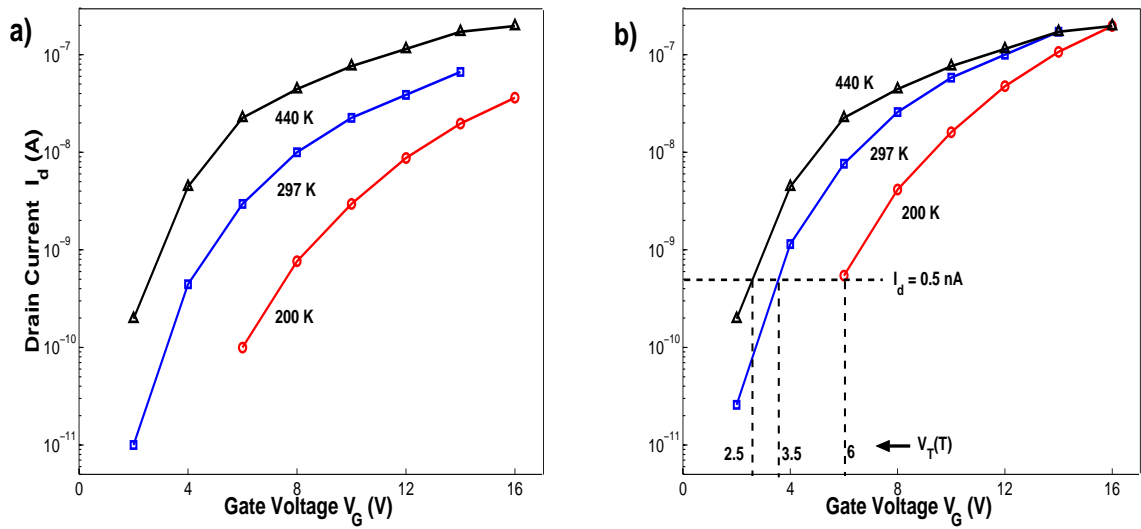 a)
Drain Current I_d (A)
10^-7
10^-8
10^-9
10^-10
10^-11
440 K
297 K
200 K
0 4 8 12 16
Gate Voltage V_G (V)
b)
10^-7
10^-8
10^-9
10^-10
10^-11
440 K
297 K
200 K
I_d = 0.5 nA
2.5 3.5 6 V_T(T)
0 4 8 12 16
Gate Voltage V_G (V)